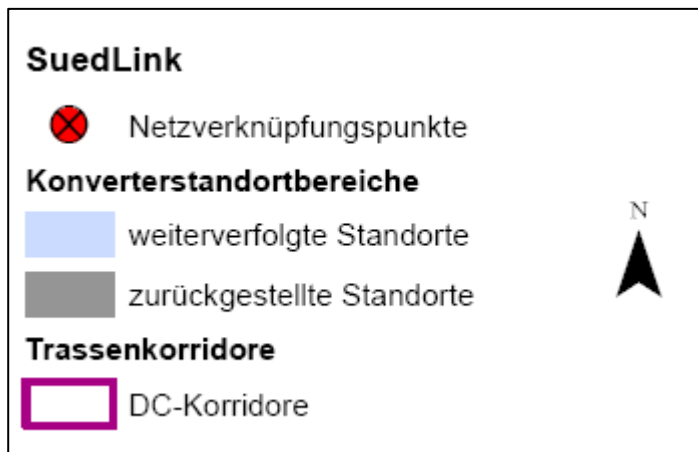 SuedLink
Netzverknüpfungspunkte
Konverterstandortbereiche
weiterverfolgte Standorte
N
zurückgestellte Standorte
Trassenkorridore
DC-Korridore